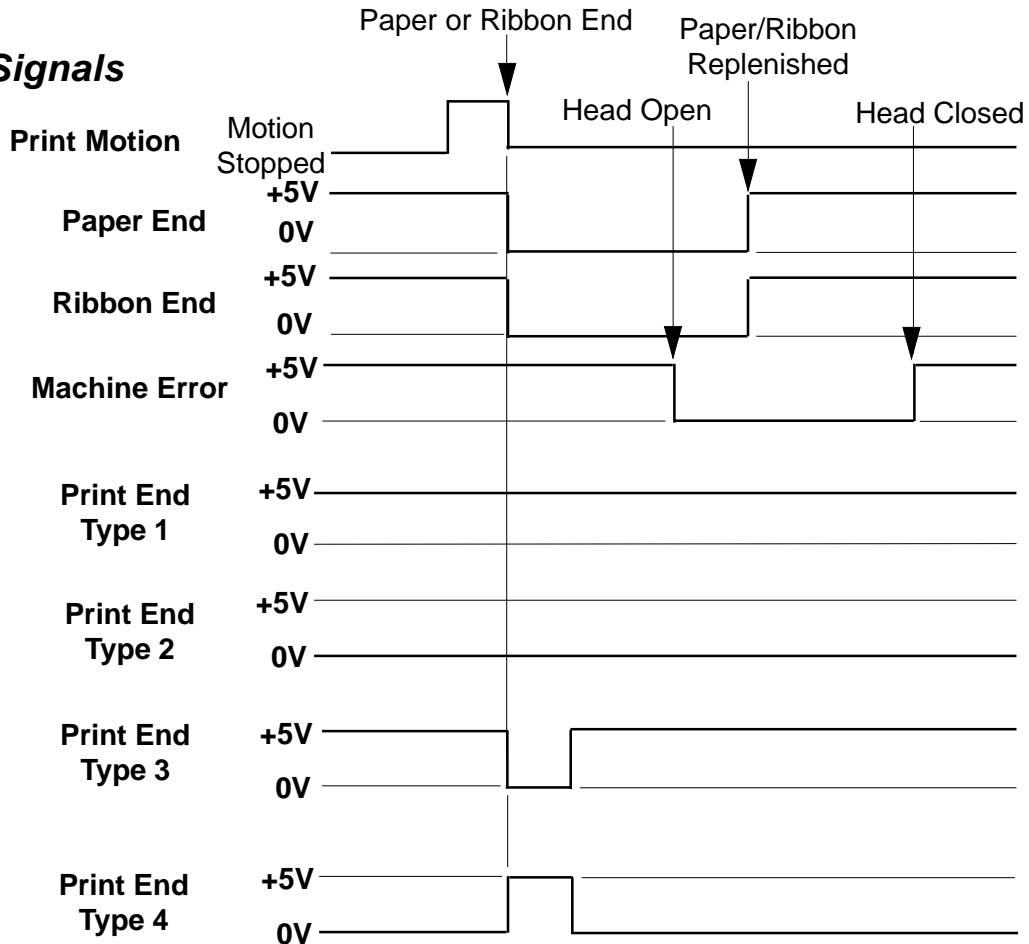 Paper or Ribbon End
Paper/Ribbon
Replenished
Signals
Head Open
Head Closed
Print Motion
Motion
Stopped
+5V
Paper End
0V
+5V
Ribbon End
0V
+5V
Machine Error
0V
Print End
Type 1
+5V
0V
Print End
Type 2
+5V
0V
Print End
Type 3
+5V
0V
Print End
Type 4
+5V
0V